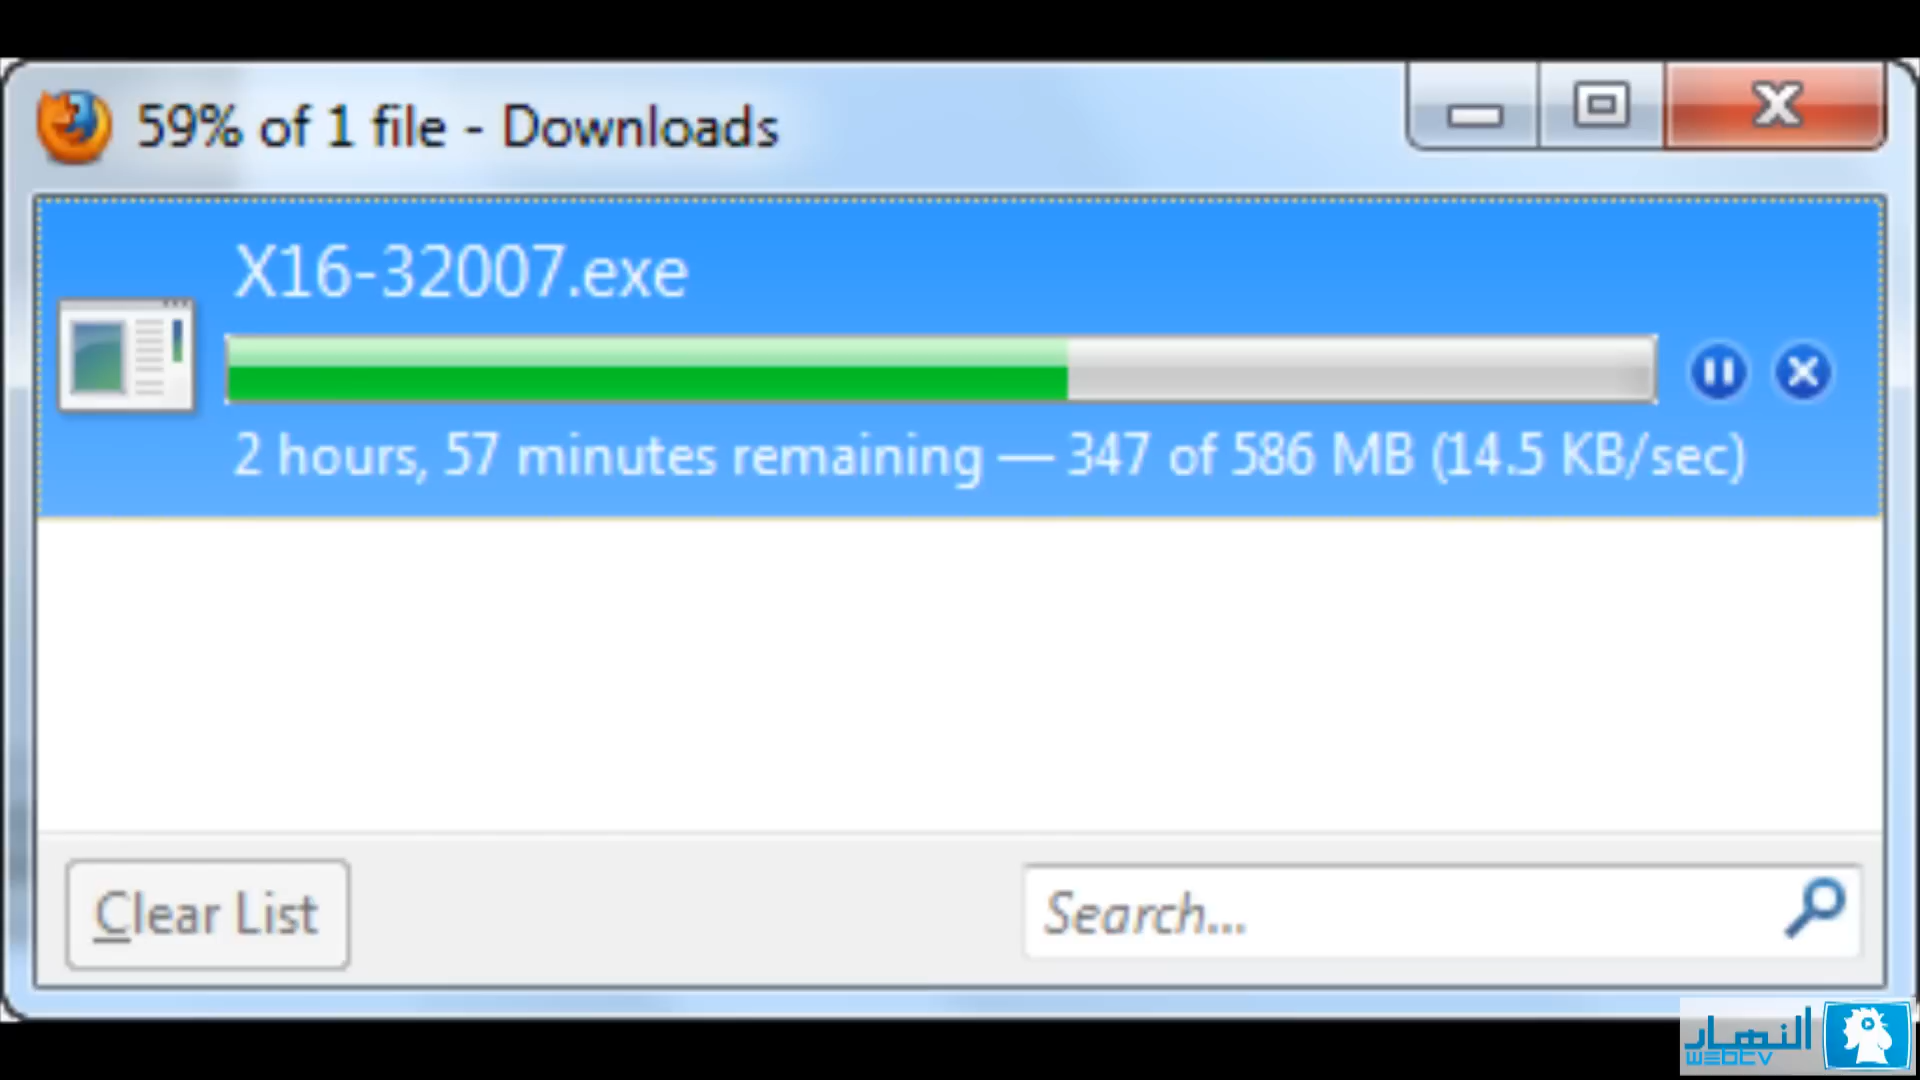 59% of 1 file - Downloads
X16-32007.exe
2 hours, 57 minutes remaining — 347 of 586 MB (14.5 KB/sec)
Clear List
Search...
النهار
WEBTV